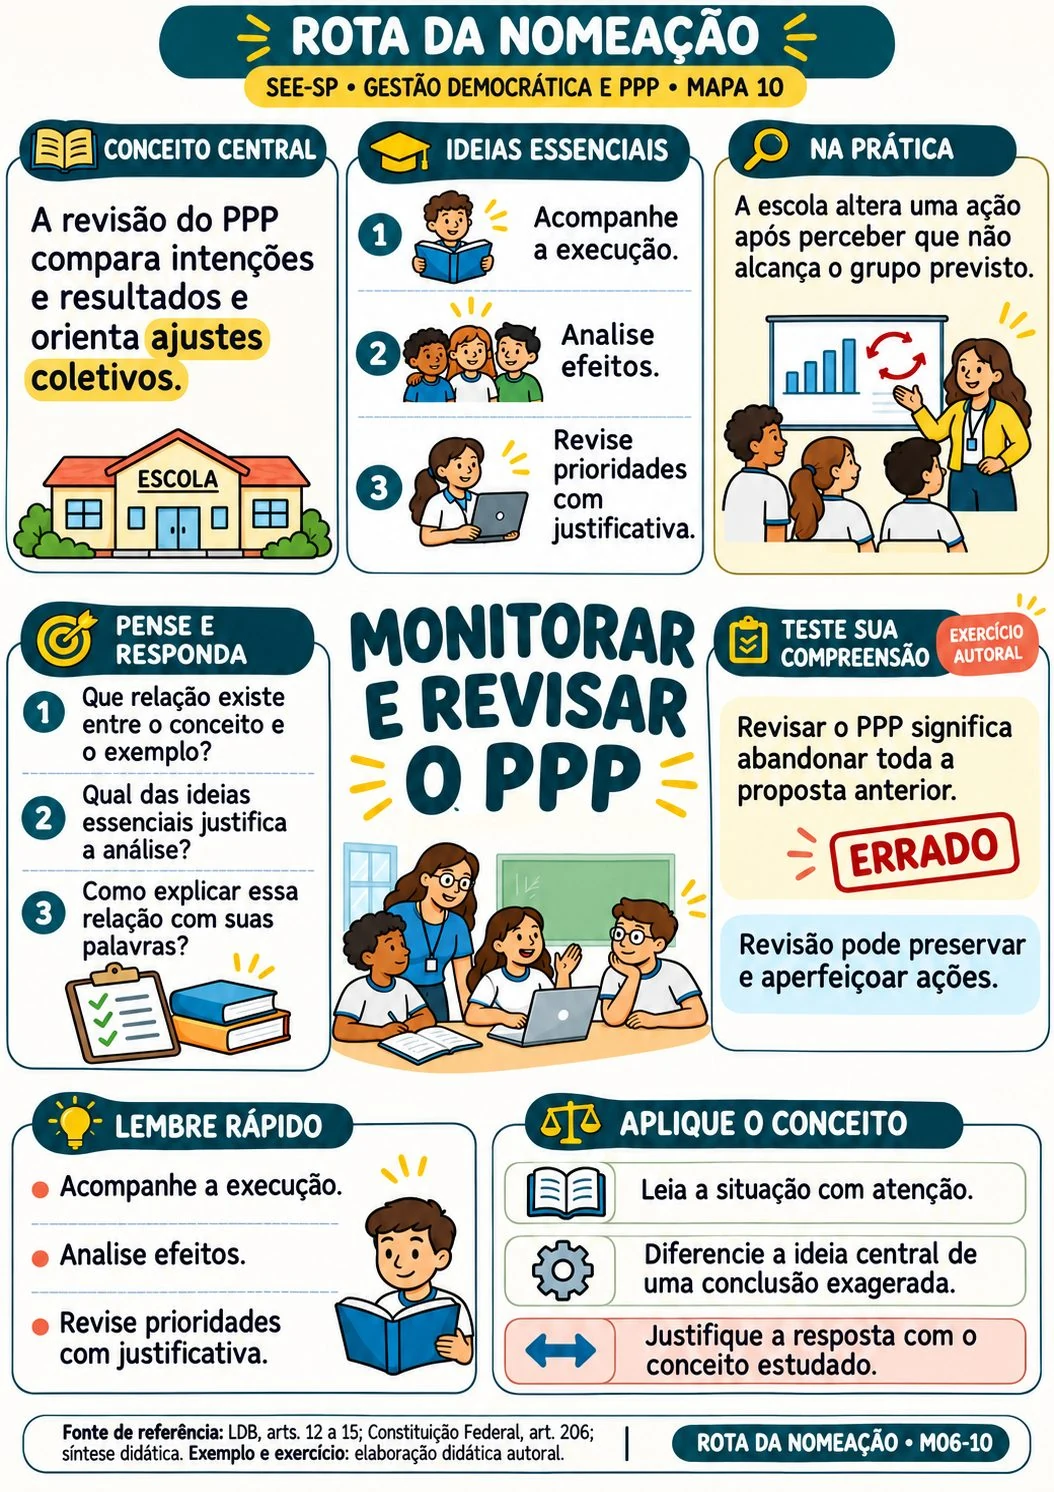 ROTA DA NOMEAÇÃO
SEE-SP • GESTÃO DEMOCRÁTICA E PPP • MAPA 10
CONCEITO CENTRAL
A revisão do PPP
compara intenções
e resultados e
orienta ajustes
coletivos.
ESCOLA
IDEIAS ESSENCIAIS
1
Acompanhe
a execução.
2
Analise
efeitos.
3
Revise
prioridades
com
justificativa.
NA PRÁTICA
A escola altera uma ação
após perceber que não
alcança o grupo previsto.
PENSE E
RESPONDA
1
Que relação existe
entre o conceito e
o exemplo?
2
Qual das ideias
essenciais justifica
a análise?
3
Como explicar essa
relação com suas
palavras?
MONITORAR
E REVISAR
O PPP
TESTE SUA
COMPREENSÃO
EXERCÍCIO
AUTORAL
Revisar o PPP significa
abandonar toda a
proposta anterior.
ERRADO
Revisão pode preservar
e aperfeiçoar ações.
LEMBRE RÁPIDO
• Acompanhe a execução.
• Analise efeitos.
• Revise prioridades
com justificativa.
APLIQUE O CONCEITO
Leia a situação com atenção.
Diferencie a ideia central de
uma conclusão exagerada.
Justifique a resposta com o
conceito estudado.
Fonte de referência: LDB, arts. 12 a 15; Constituição Federal, art. 206;
síntese didática. Exemplo e exercício: elaboração didática autoral.
ROTA DA NOMEAÇÃO • M06-10